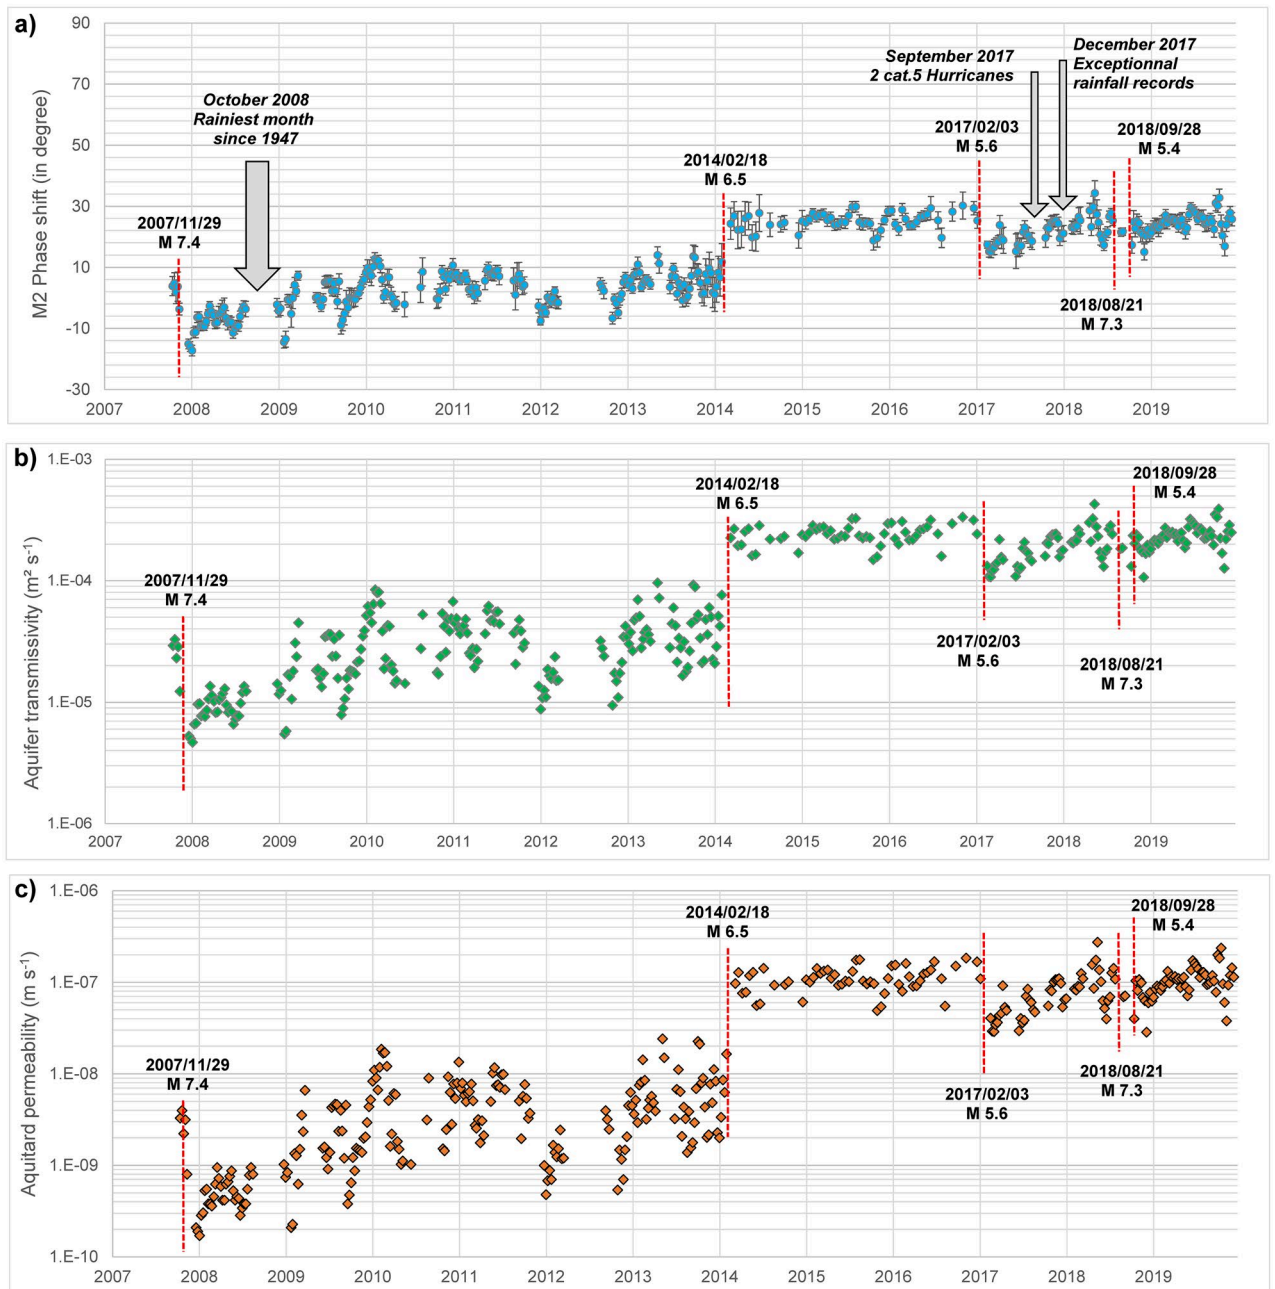 a)
M2 Phase shift (in degree)
90
70
50
30
10
-10
-30
October 2008
Rainiest month
since 1947
September 2017
2 cat.5 Hurricanes
December 2017
Exceptionnal
rainfall records
2007/11/29
M 7.4
2014/02/18
M 6.5
2017/02/03
M 5.6
2018/09/28
M 5.4
2018/08/21
M 7.3
2007 2008 2009 2010 2011 2012 2013 2014 2015 2016 2017 2018 2019
b)
Aquifer transmissivity (m² s⁻¹)
1.E-03
1.E-04
1.E-05
1.E-06
2007/11/29
M 7.4
2014/02/18
M 6.5
2018/09/28
M 5.4
2017/02/03
M 5.6
2018/08/21
M 7.3
2007 2008 2009 2010 2011 2012 2013 2014 2015 2016 2017 2018 2019
c)
Aquitard permeability (m s⁻¹)
1.E-06
1.E-07
1.E-08
1.E-09
1.E-10
2007/11/29
M 7.4
2014/02/18
M 6.5
2018/09/28
M 5.4
2017/02/03
M 5.6
2018/08/21
M 7.3
2007 2008 2009 2010 2011 2012 2013 2014 2015 2016 2017 2018 2019